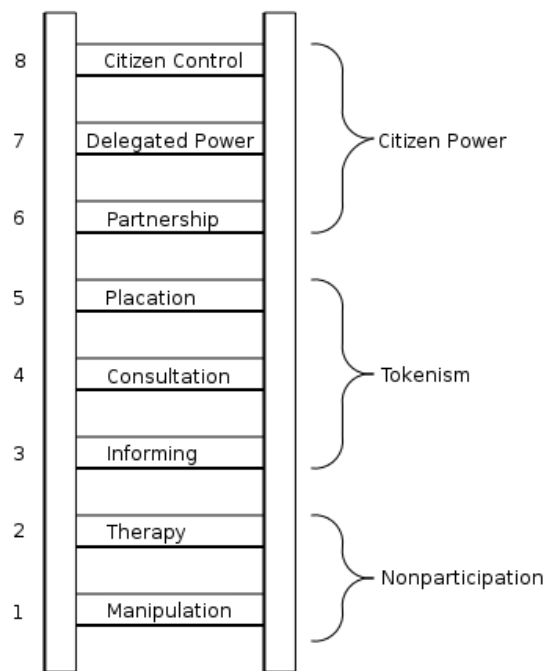 8 Citizen Control
7 Delegated Power Citizen Power
6 Partnership
5 Placation
4 Consultation Tokenism
3 Informing
2 Therapy
Nonparticipation
1 Manipulation